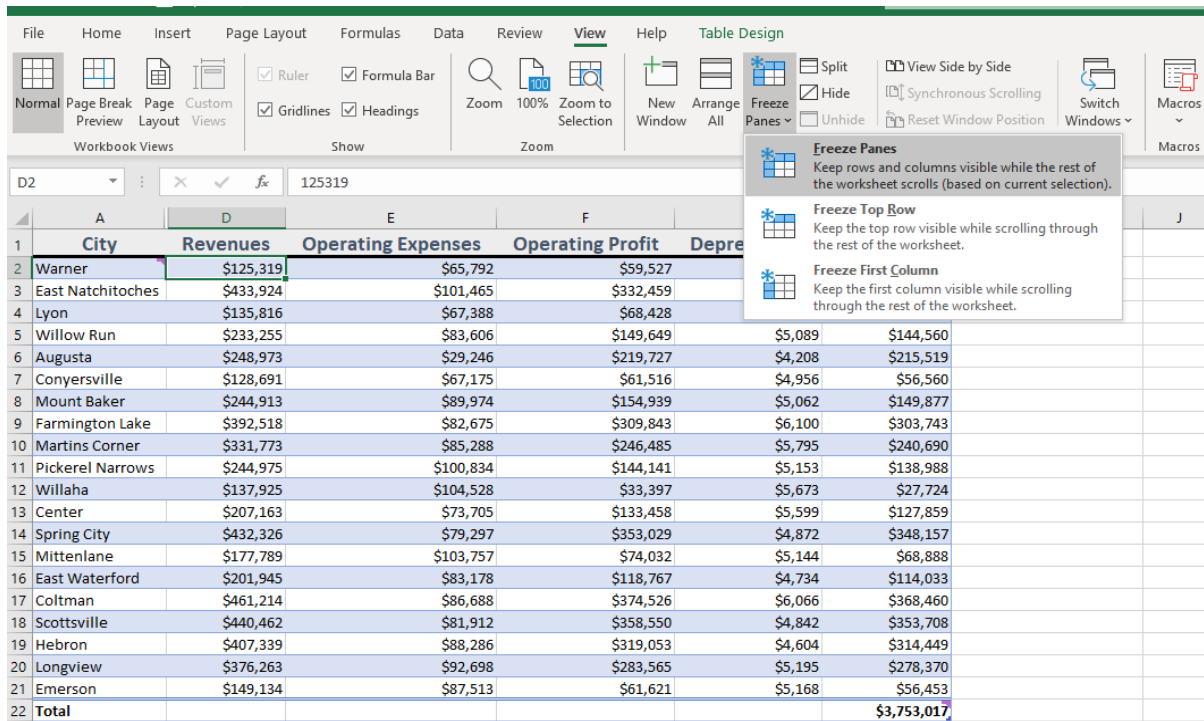 File Home Insert Page Layout Formulas Data Review View Help Table Design
Normal Page Break Preview Page Layout Custom Views
Workbook Views
Ruler Formula Bar
Gridlines Headings
Show
Zoom 100 100% Zoom to Selection
Zoom
New Window Arrange All Freeze Panes
Split
Hide
Unhide
View Side by Side
Synchronous Scrolling
Reset Window Position
Switch Windows
Macros
Macros
Freeze Panes
Keep rows and columns visible while the rest of
the worksheet scrolls (based on current selection).
Freeze Top Row
Keep the top row visible while scrolling through
the rest of the worksheet.
Freeze First Column
Keep the first column visible while scrolling
through the rest of the worksheet.
D2 fx 125319
A D E F J
1 City Revenues Operating Expenses Operating Profit Depre
2 Warner $125,319 $65,792 $59,527
3 East Natchitoches $433,924 $101,465 $332,459
4 Lyon $135,816 $67,388 $68,428
5 Willow Run $233,255 $83,606 $149,649 $5,089 $144,560
6 Augusta $248,973 $29,246 $219,727 $4,208 $215,519
7 Conyersville $128,691 $67,175 $61,516 $4,956 $56,560
8 Mount Baker $244,913 $89,974 $154,939 $5,062 $149,877
9 Farmington Lake $392,518 $82,675 $309,843 $6,100 $303,743
10 Martins Corner $331,773 $85,288 $246,485 $5,795 $240,690
11 Pickerel Narrows $244,975 $100,834 $144,141 $5,153 $138,988
12 Willaha $137,925 $104,528 $33,397 $5,673 $27,724
13 Center $207,163 $73,705 $133,458 $5,599 $127,859
14 Spring City $432,326 $79,297 $353,029 $4,872 $348,157
15 Mittenlane $177,789 $103,757 $74,032 $5,144 $68,888
16 East Waterford $201,945 $83,178 $118,767 $4,734 $114,033
17 Coltman $461,214 $86,688 $374,526 $6,066 $368,460
18 Scottsville $440,462 $81,912 $358,550 $4,842 $353,708
19 Hebron $407,339 $88,286 $319,053 $4,604 $314,449
20 Longview $376,263 $92,698 $283,565 $5,195 $278,370
21 Emerson $149,134 $87,513 $61,621 $5,168 $56,453
22 Total $3,753,017